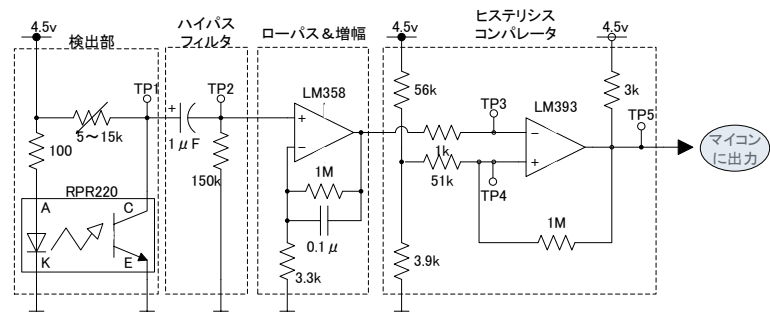 4.5v
検出部
ハイパス
フィルタ
ローパス＆増幅
ヒステリシス
コンパレータ
4.5v
4.5v
TP1
TP2
LM358
56k
TP3
LM393
3k
TP5
5～15k
+
1μF
+
−
1k
−
+
マイコン
に出力
100
150k
1M
51k
TP4
RPR220
A
C
0.1μ
1M
K
E
3.3k
3.9k